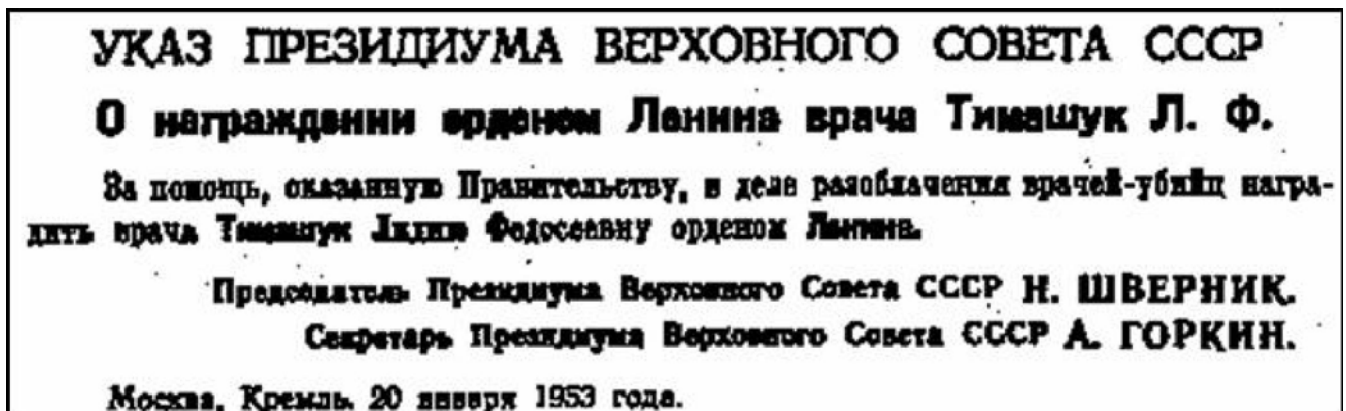 УКАЗ ПРЕЗИДИУМА ВЕРХОВНОГО СОВЕТА СССР
О награждении орденом Ленина врача Тимашук Л. Ф.
За помощь, оказанную Правительству, в деле разоблачения врачей-убийц награ-
дить врача Тимашук Лидию Федосеевну орденом Ленина.
Председатель Президиума Верховного Совета СССР Н. ШВЕРНИК.
Секретарь Президиума Верховного Совета СССР А. ГОРКИН.
Москва, Кремль. 20 января 1953 года.